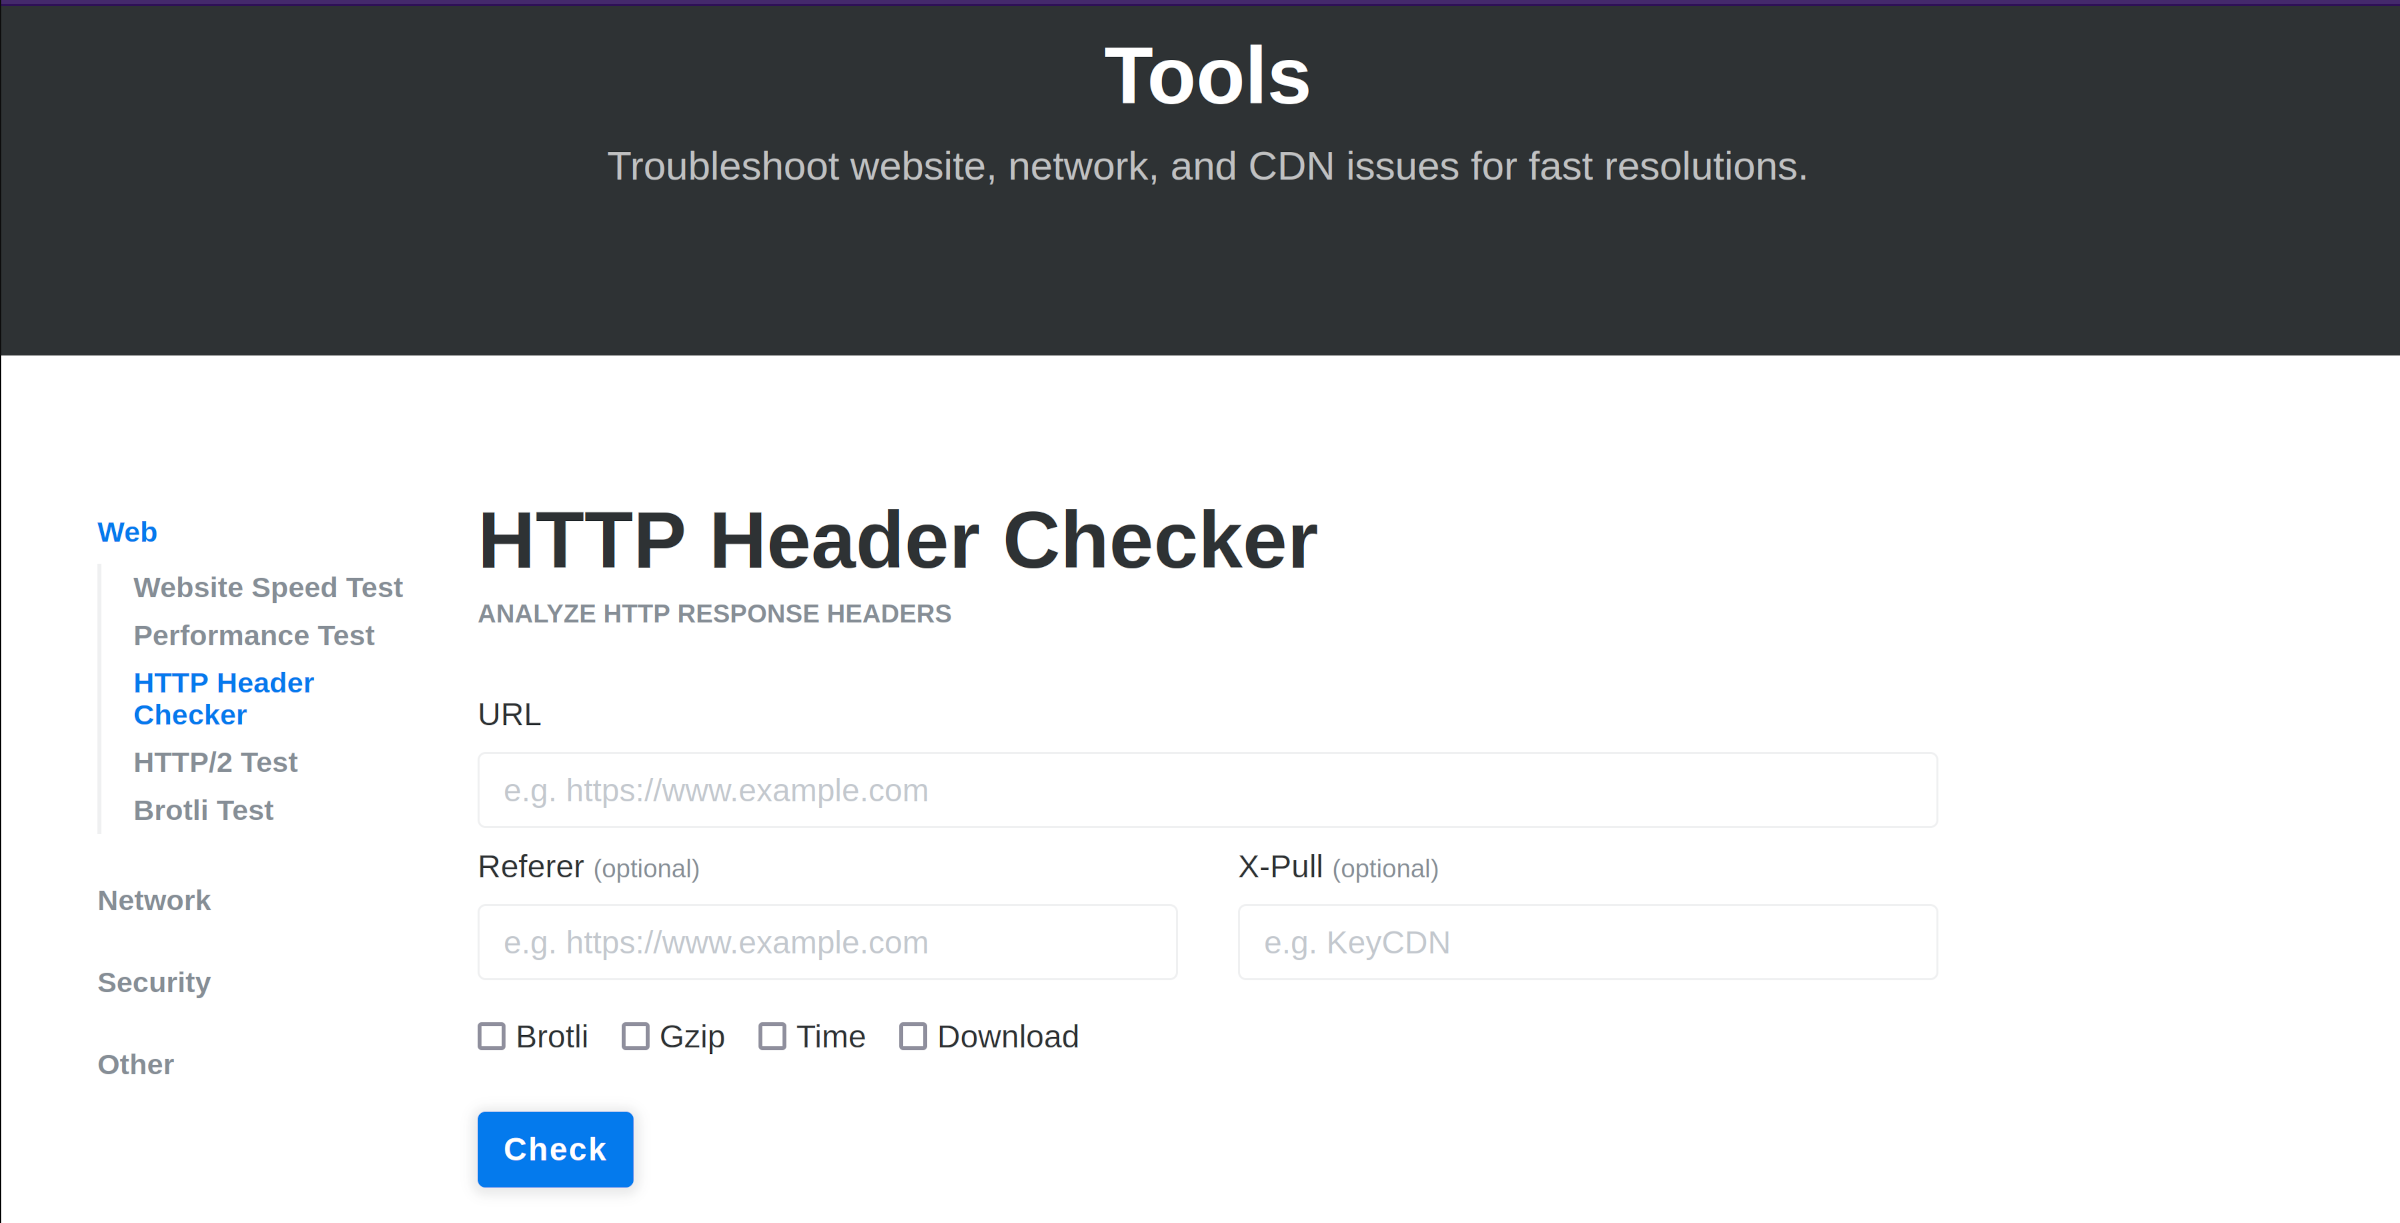 Tools
Troubleshoot website, network, and CDN issues for fast resolutions.
Web
Website Speed Test
Performance Test
HTTP Header
Checker
HTTP/2 Test
Brotli Test
Network
Security
Other
HTTP Header Checker
ANALYZE HTTP RESPONSE HEADERS
URL
e.g. https://www.example.com
Referer (optional)
e.g. https://www.example.com
X-Pull (optional)
e.g. KeyCDN
Brotli Gzip Time Download
Check